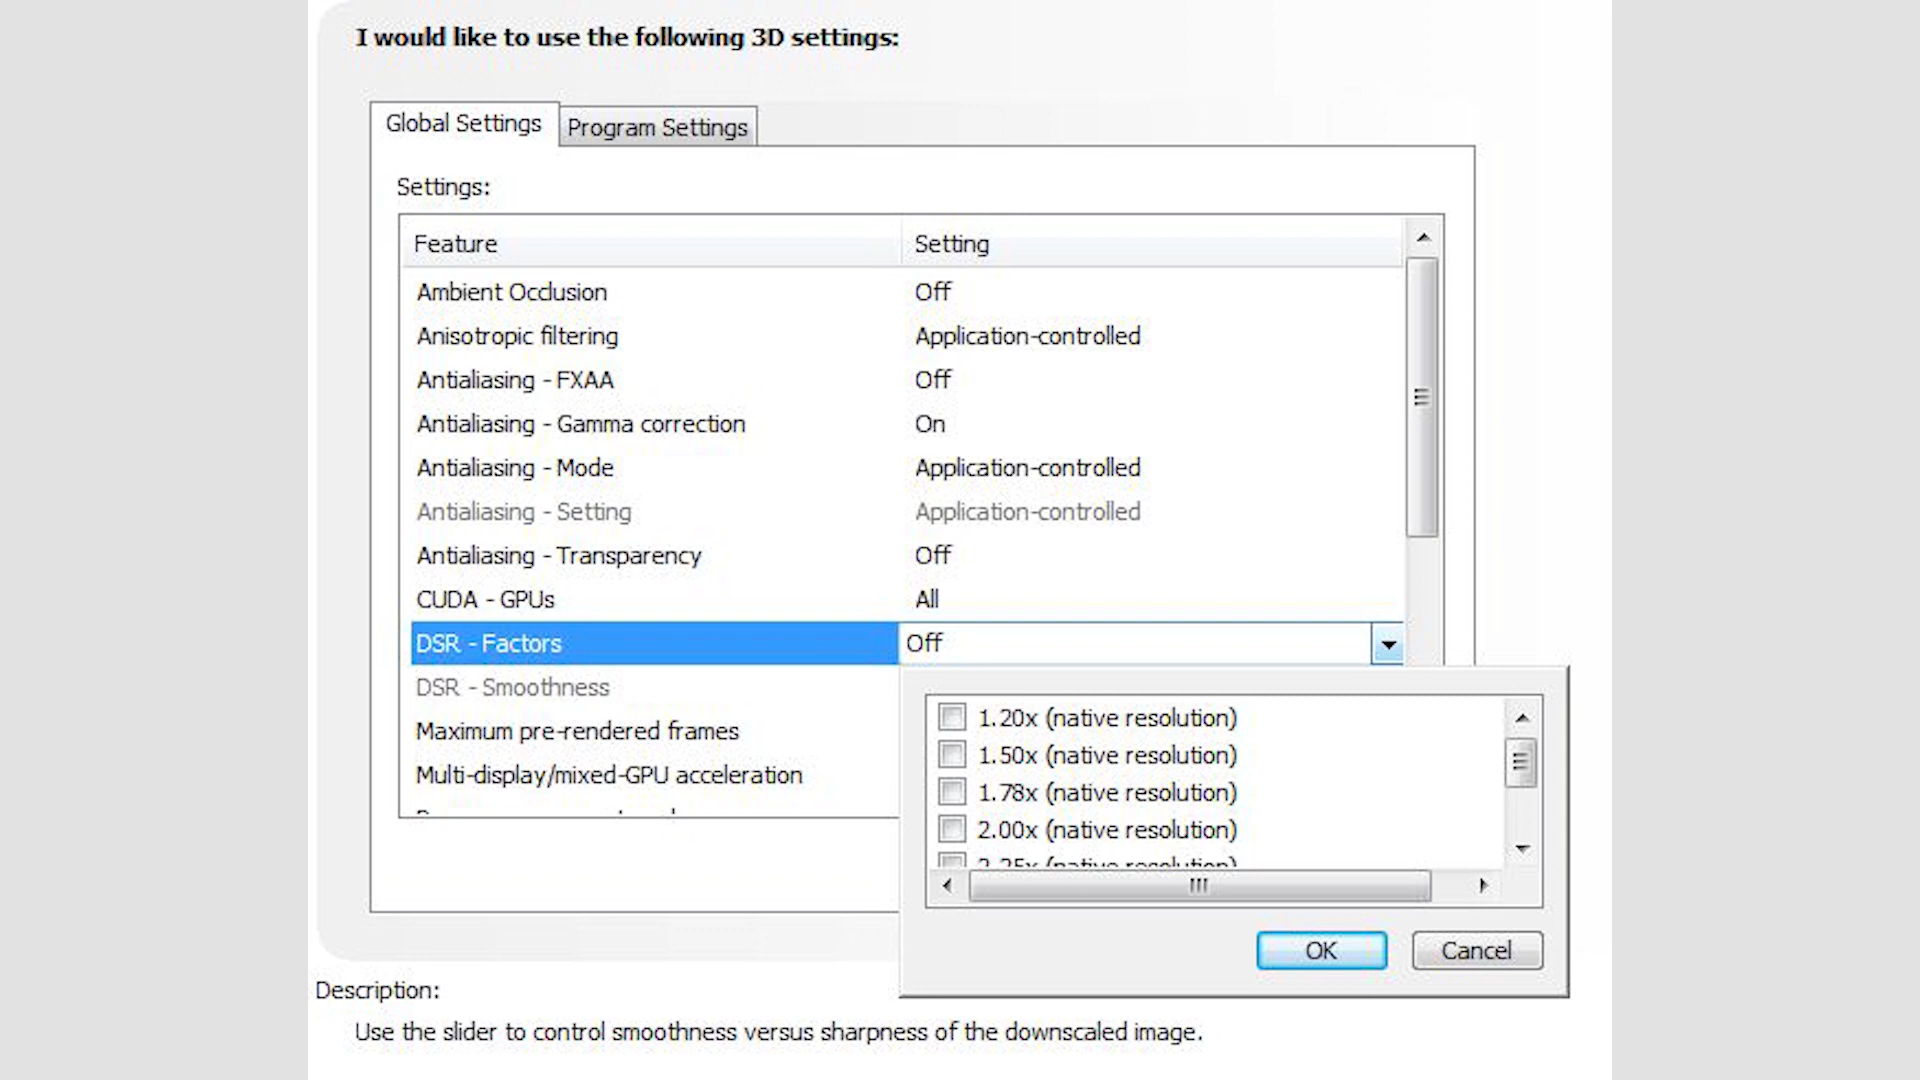 I would like to use the following 3D settings:
Global Settings
Program Settings
Settings:
Feature Setting
Ambient Occlusion Off
Anisotropic filtering Application-controlled
Antialiasing - FXAA Off
Antialiasing - Gamma correction On
Antialiasing - Mode Application-controlled
Antialiasing - Setting Application-controlled
Antialiasing - Transparency Off
CUDA - GPUs All
DSR - Factors Off
DSR - Smoothness
Maximum pre-rendered frames
Multi-display/mixed-GPU acceleration
1.20x (native resolution)
1.50x (native resolution)
1.78x (native resolution)
2.00x (native resolution)
2.25x (native resolution)
OK Cancel
Description:
Use the slider to control smoothness versus sharpness of the downscaled image.